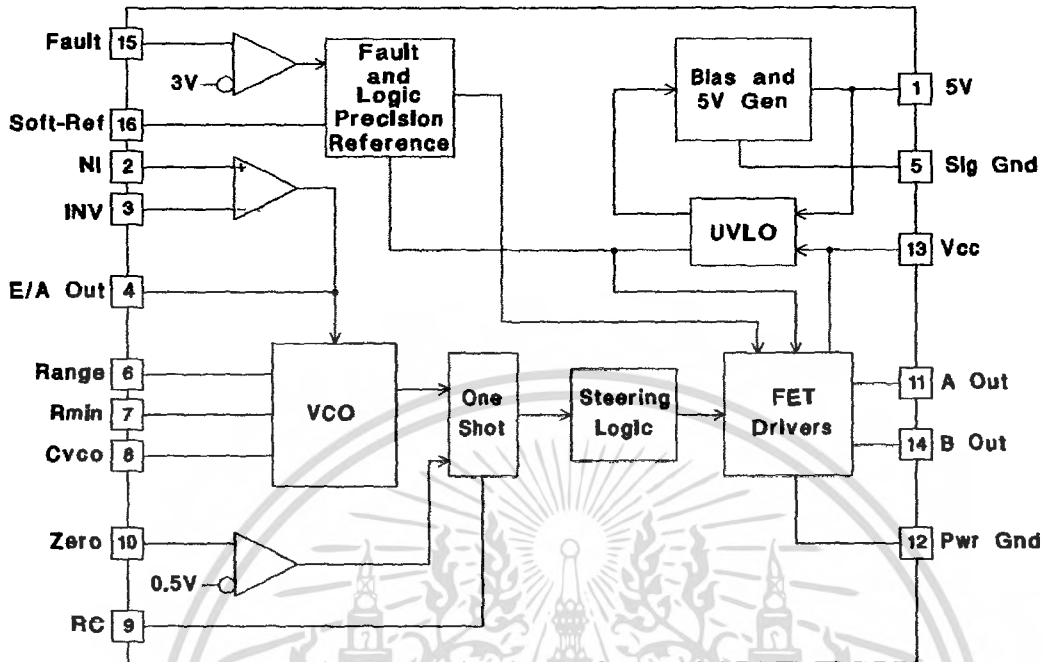 Fault 15
3V
Fault
and
Logic
Precision
Reference
Soft-Ref 16
NI 2
+
INV 3
-
E/A Out 4
Range 6
Rmin 7
Cvco 8
VCO
One
Shot
Steering
Logic
FET
Drivers
Zero 10
0.5V
RC 9
Bias and
5V Gen
UVLO
1 5V
5 Sig Gnd
13 Vcc
11 A Out
14 B Out
12 Pwr Gnd